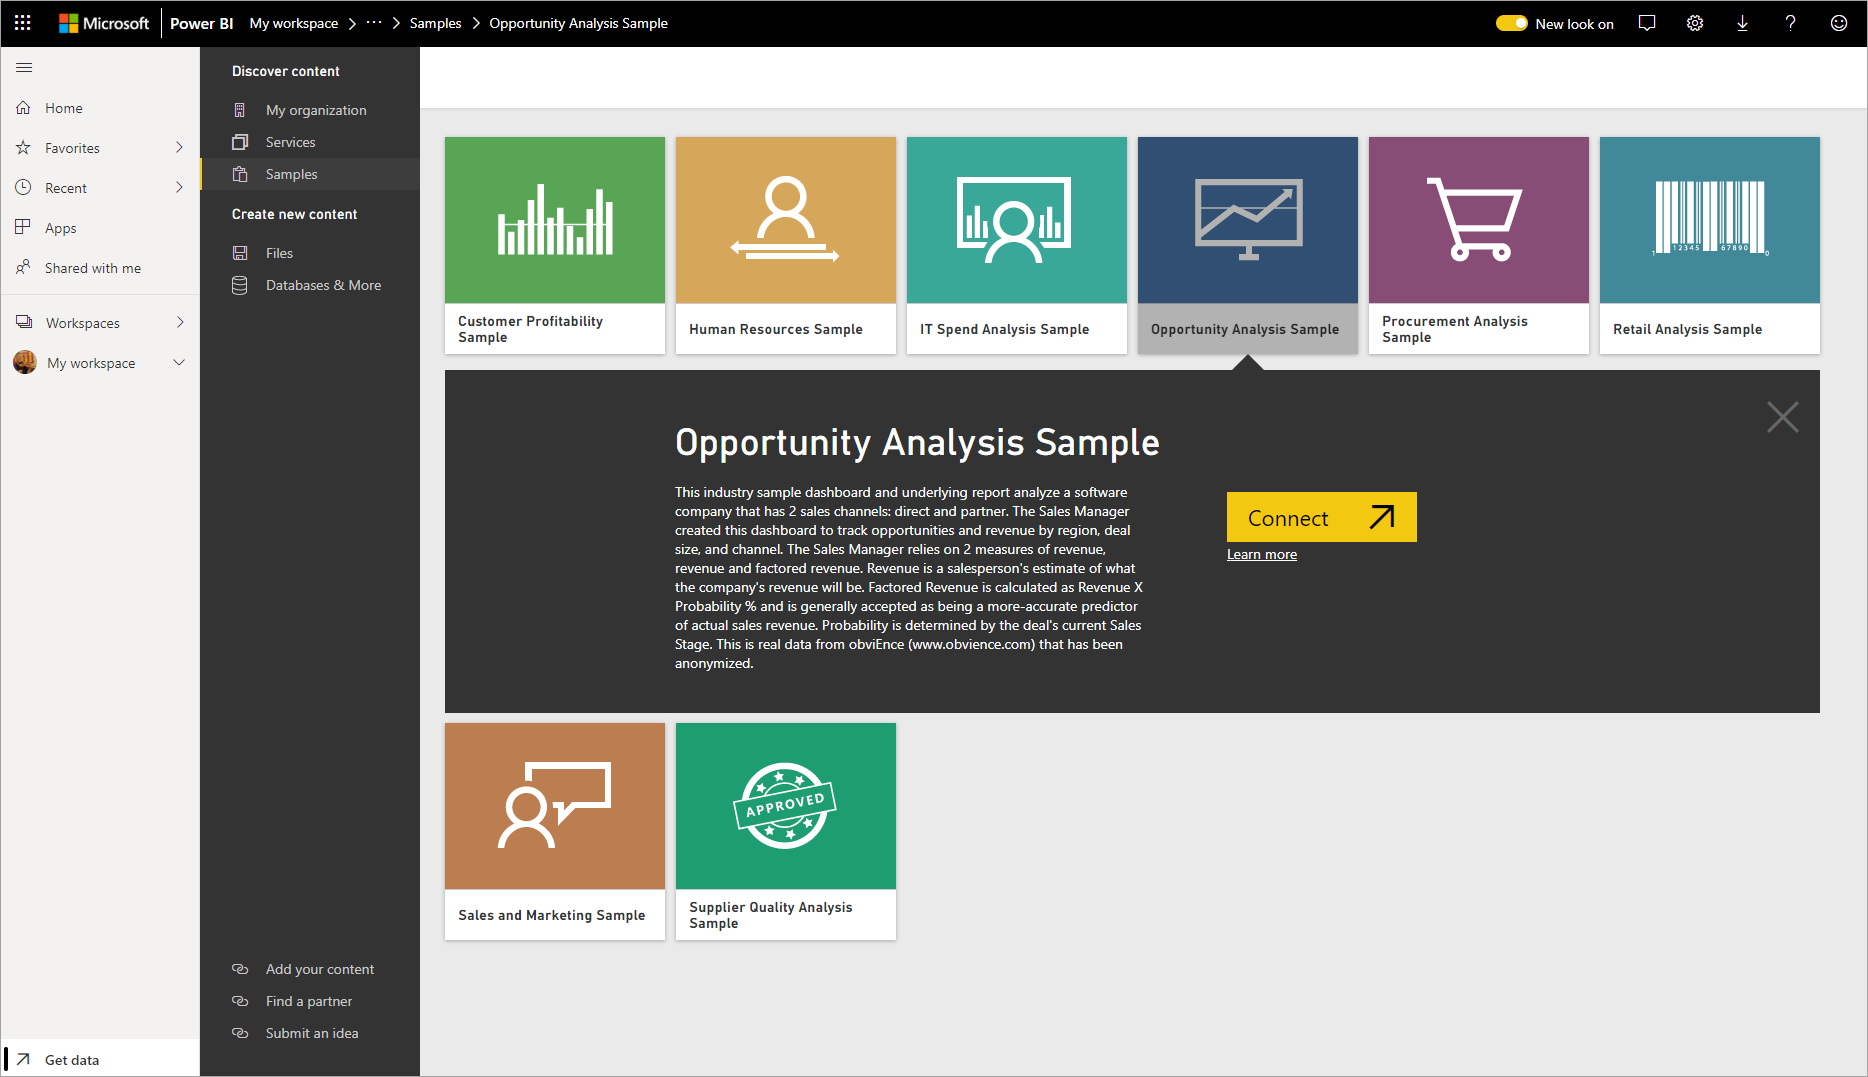 Microsoft Power BI My workspace ··· Samples Opportunity Analysis Sample New look on
Home
Favorites
Recent
Apps
Shared with me
Workspaces
My workspace
Get data
Discover content
My organization
Services
Samples
Create new content
Files
Databases & More
Add your content
Find a partner
Submit an idea
Customer Profitability
Sample
Human Resources Sample
IT Spend Analysis Sample
Opportunity Analysis Sample
Procurement Analysis
Sample
1 12345 67890 0
Retail Analysis Sample
Opportunity Analysis Sample
This industry sample dashboard and underlying report analyze a software
company that has 2 sales channels: direct and partner. The Sales Manager
created this dashboard to track opportunities and revenue by region, deal
size, and channel. The Sales Manager relies on 2 measures of revenue,
revenue and factored revenue. Revenue is a salesperson's estimate of what
the company's revenue will be. Factored Revenue is calculated as Revenue X
Probability % and is generally accepted as being a more-accurate predictor
of actual sales revenue. Probability is determined by the deal's current Sales
Stage. This is real data from obviEnce (www.obvience.com) that has been
anonymized.
Connect
Learn more
Sales and Marketing Sample
APPROVED
Supplier Quality Analysis
Sample